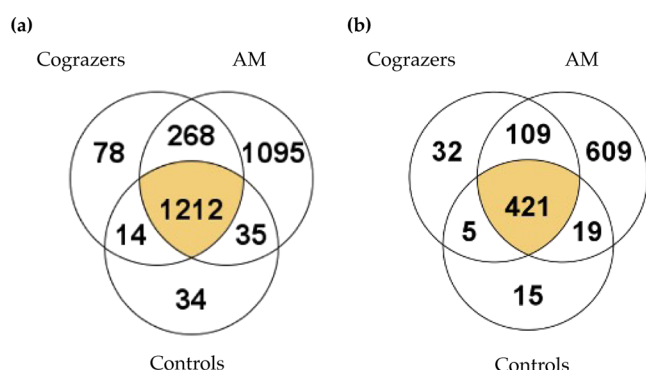 (a) (b)
Cograzers AM Cograzers AM
78 268 1095 32 109 609
1212 421
14 35 5 19
34 15
Controls Controls